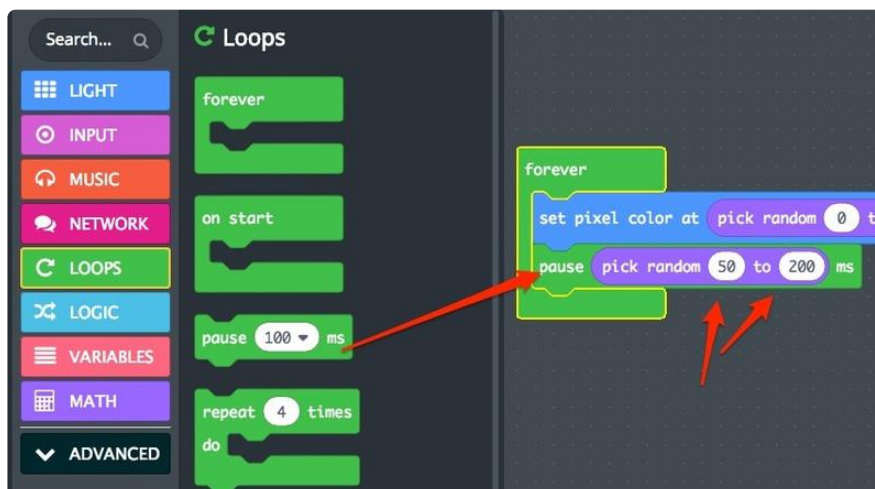 Search...
LIGHT
INPUT
MUSIC
NETWORK
LOOPS
LOGIC
VARIABLES
MATH
ADVANCED
Loops
forever
on start
pause 100 ms
repeat 4 times
do
forever
set pixel color at pick random 0 t
pause pick random 50 to 200 ms